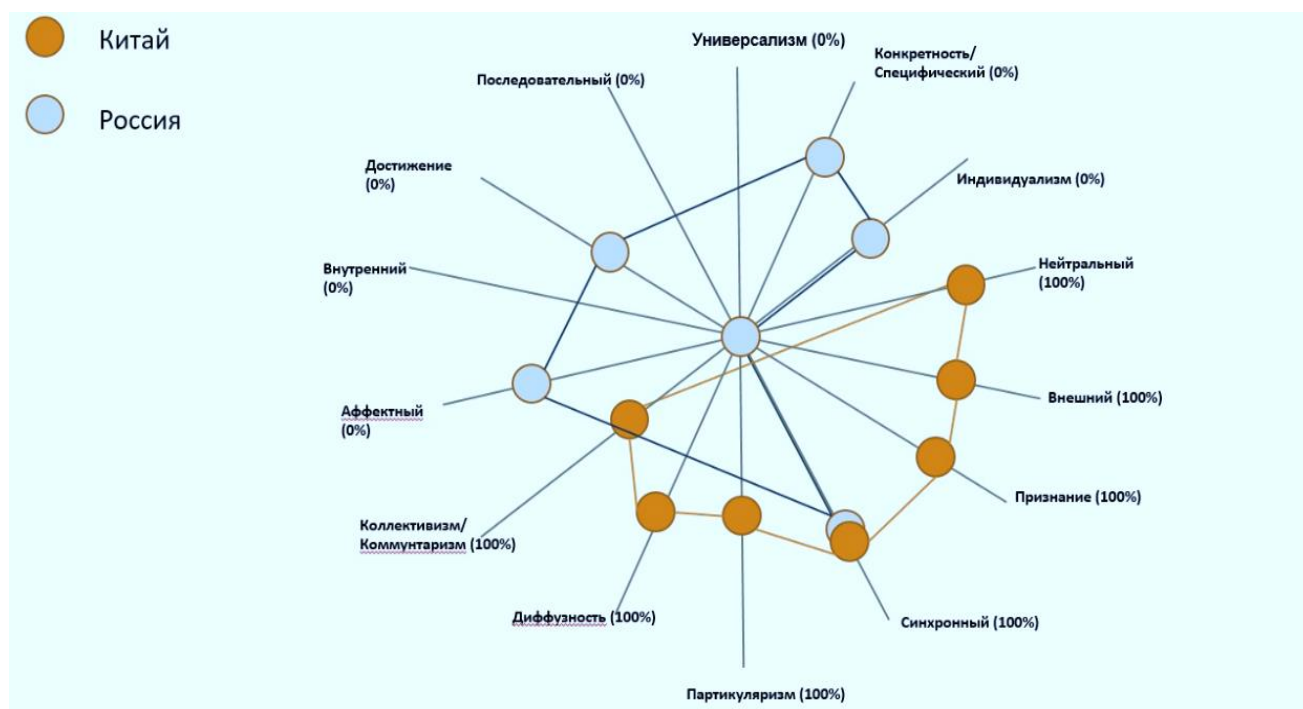 Китай
Россия
Универсализм (0%)
Конкретность/
Специфический (0%)
Последовательный (0%)
Достижение
(0%)
Индивидуализм (0%)
Внутренний
(0%)
Нейтральный
(100%)
Аффектный
(0%)
Внешний (100%)
Признание (100%)
Коллективизм/
Коммунтаризм (100%)
Диффузность (100%)
Синхронный (100%)
Партикуляризм (100%)